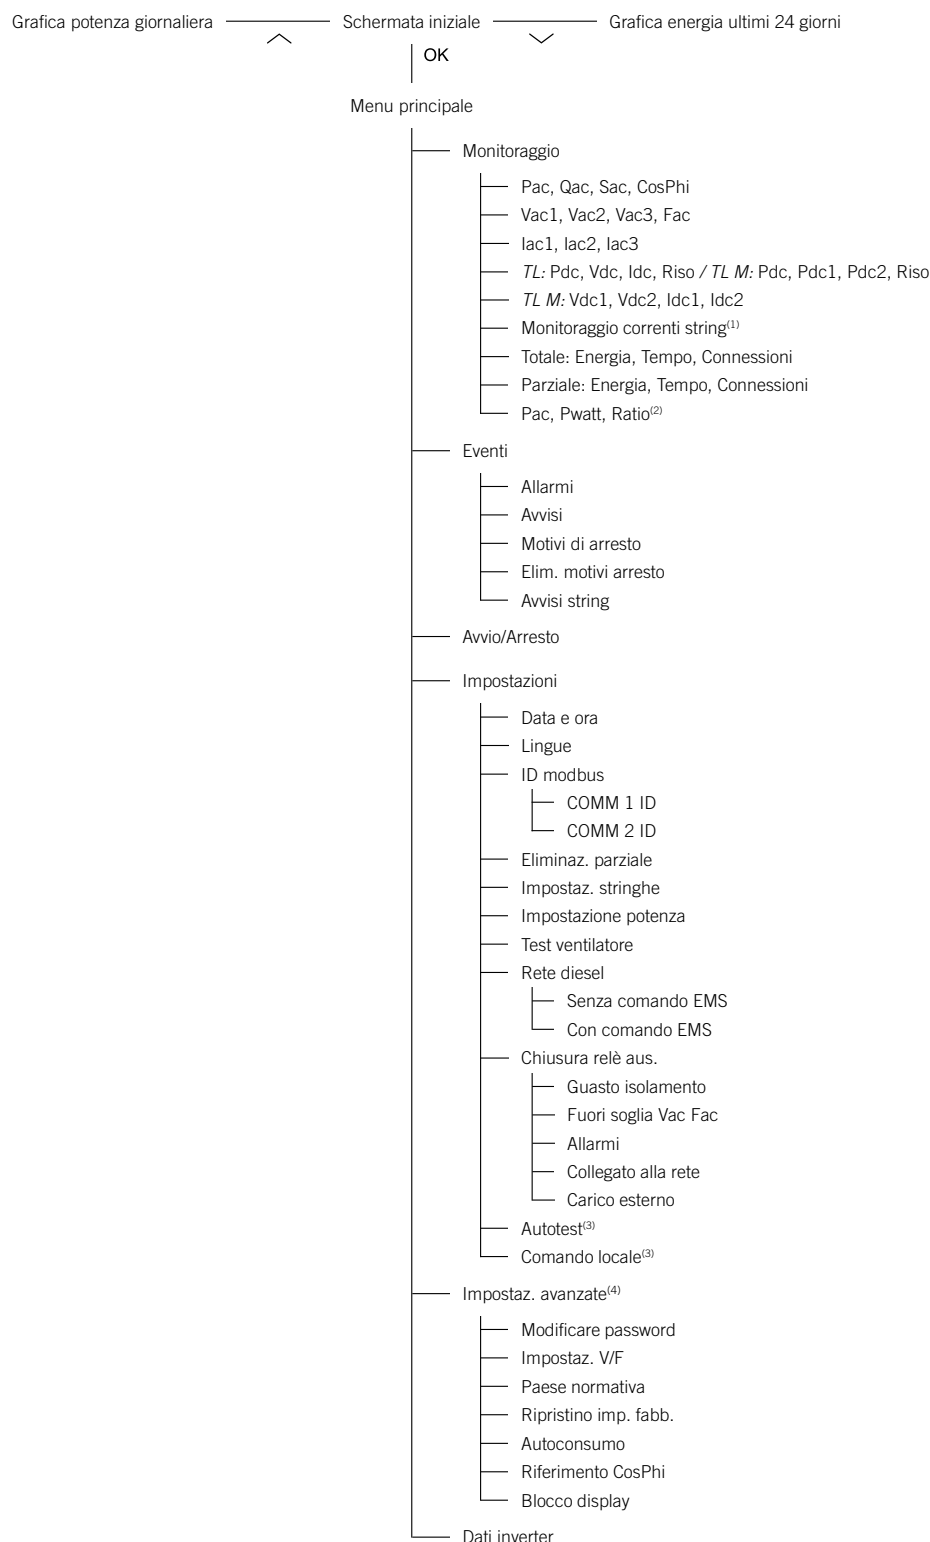 Grafica potenza giornaliera Schermata iniziale Grafica energia ultimi 24 giorni
OK
Menu principale
Monitoraggio
Pac, Qac, Sac, CosPhi
Vac1, Vac2, Vac3, Fac
Iac1, Iac2, Iac3
TL: Pdc, Vdc, Idc, Riso / TL M: Pdc, Pdc1, Pdc2, Riso
TL M: Vdc1, Vdc2, Idc1, Idc2
Monitoraggio correnti string(1)
Totale: Energia, Tempo, Connessioni
Parziale: Energia, Tempo, Connessioni
Pac, Pwatt, Ratio(2)
Eventi
Allarmi
Avvisi
Motivi di arresto
Elim. motivi arresto
Avvisi string
Avvio/Arresto
Impostazioni
Data e ora
Lingue
ID modbus
COMM 1 ID
COMM 2 ID
Eliminaz. parziale
Impostaz. stringhe
Impostazione potenza
Test ventilatore
Rete diesel
Senza comando EMS
Con comando EMS
Chiusura relè aus.
Guasto isolamento
Fuori soglia Vac Fac
Allarmi
Collegato alla rete
Carico esterno
Autotest(3)
Comando locale(3)
Impostaz. avanzate(4)
Modificare password
Impostaz. V/F
Paese normativa
Ripristino imp. fabb.
Autoconsumo
Riferimento CosPhi
Blocco display
Dati inverter